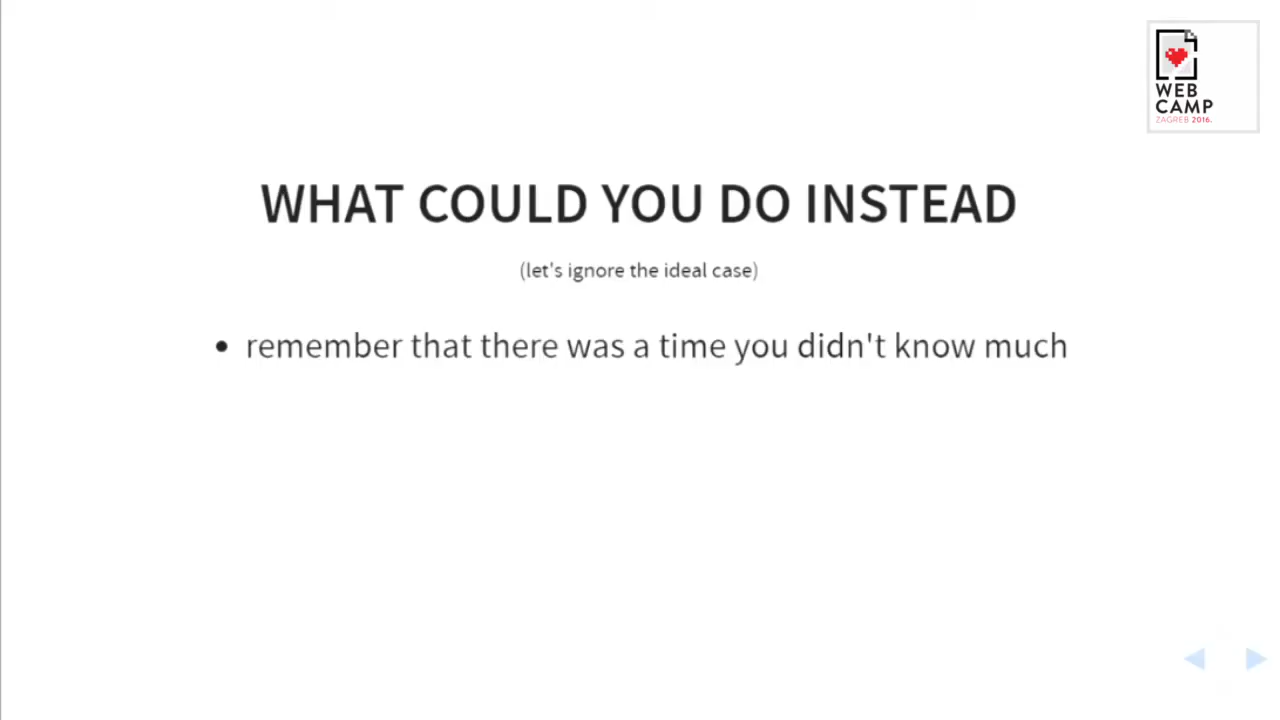 WEB
CAMP
ZAGREB 2016.
WHAT COULD YOU DO INSTEAD
(let's ignore the ideal case)
• remember that there was a time you didn't know much